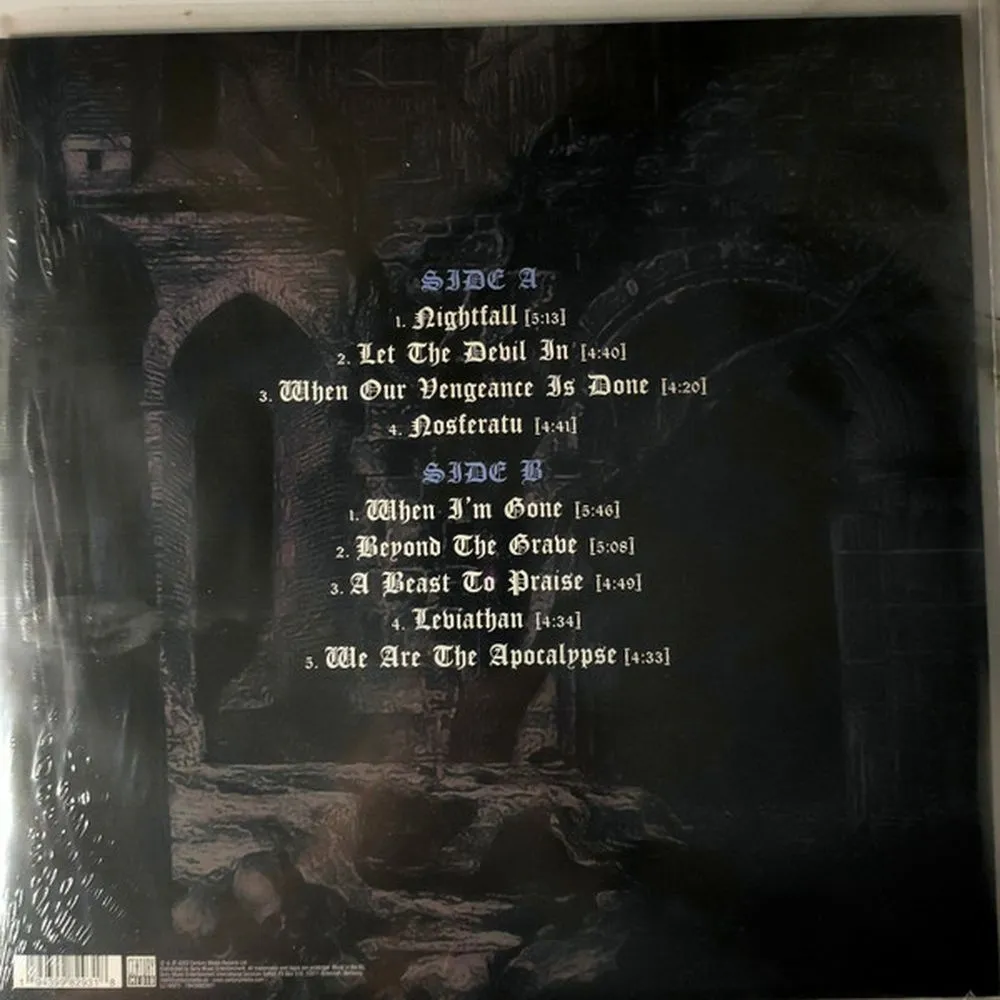 SIDE A
1. Nightfall [5:13]
2. Let The Devil In [4:40]
3. When Our Vengeance Is Done [4:20]
4. Nosferatu [4:41]
SIDE B
1. When I'm Gone [5:46]
2. Beyond The Grave [5:08]
3. A Beast To Praise [4:49]
4. Leviathan [4:34]
5. We Are The Apocalypse [4:33]
CENTURY MEDIA